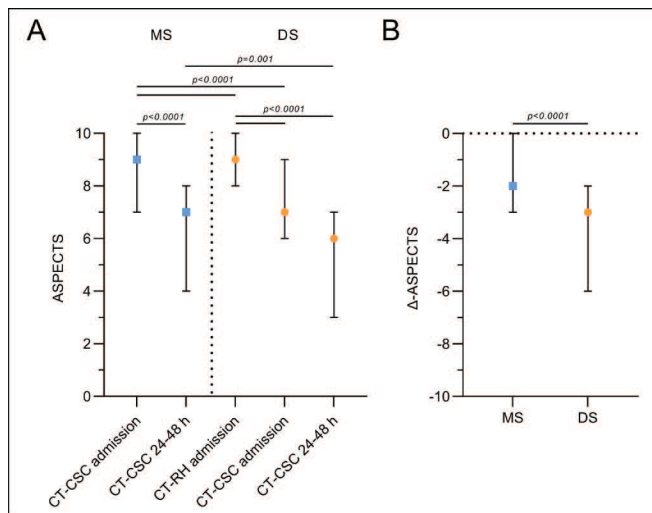 A
B
MS
DS
p=0.001
p<0.0001
p<0.0001
p<0.0001
p<0.0001
ASPECTS
10
8
6
4
2
0
CT-CSC admission
CT-CSC 24-48 h
CT-RH admission
CT-CSC admission
CT-CSC 24-48 h
Δ-ASPECTS
0
-2
-4
-6
-8
-10
MS
DS